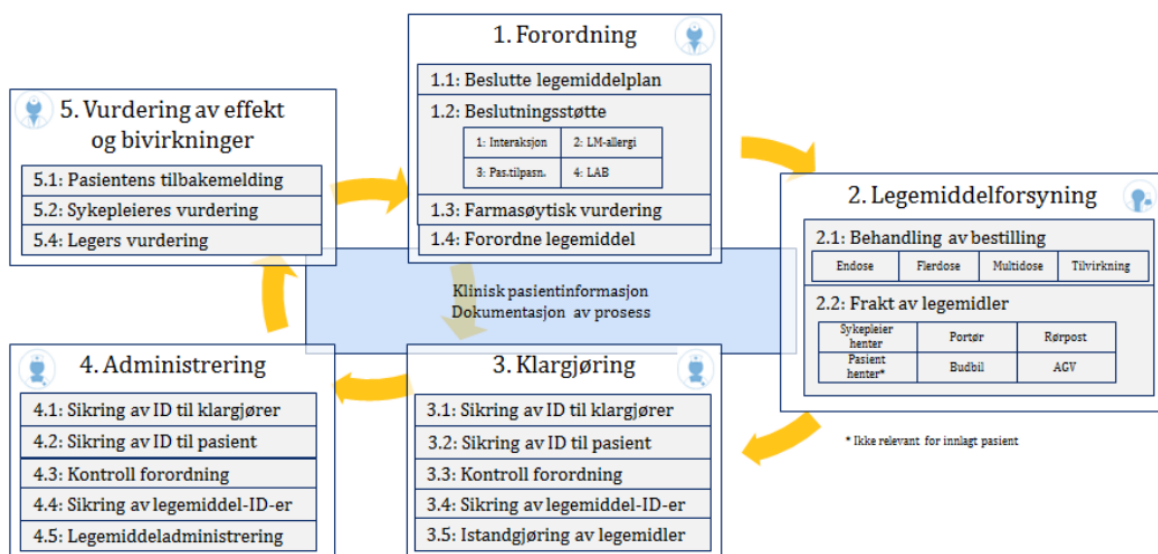 1. Forordning
1.1: Beslutte legemiddelplan
1.2: Beslutningsstøtte
1: Interaksjon
2: LM-allergi
3: Pas.tilpasn.
4: LAB
1.3: Farmasøytisk vurdering
1.4: Forordne legemiddel
2. Legemiddelforsyning
2.1: Behandling av bestilling
Endose
Flerdose
Multidose
Tilvirkning
2.2: Frakt av legemidler
Sykepleier
henter
Portør
Rørpost
Pasient
henter*
Budbil
AGV
* Ikke relevant for innlagt pasient
3. Klargjøring
3.1: Sikring av ID til klargjører
3.2: Sikring av ID til pasient
3.3: Kontroll forordning
3.4: Sikring av legemiddel-ID-er
3.5: Istandgjøring av legemidler
4. Administrering
4.1: Sikring av ID til klargjører
4.2: Sikring av ID til pasient
4.3: Kontroll forordning
4.4: Sikring av legemiddel-ID-er
4.5: Legemiddeladministrering
5. Vurdering av effekt
og bivirkninger
5.1: Pasientens tilbakemelding
5.2: Sykepleieres vurdering
5.4: Legers vurdering
Klinisk pasientinformasjon
Dokumentasjon av prosess